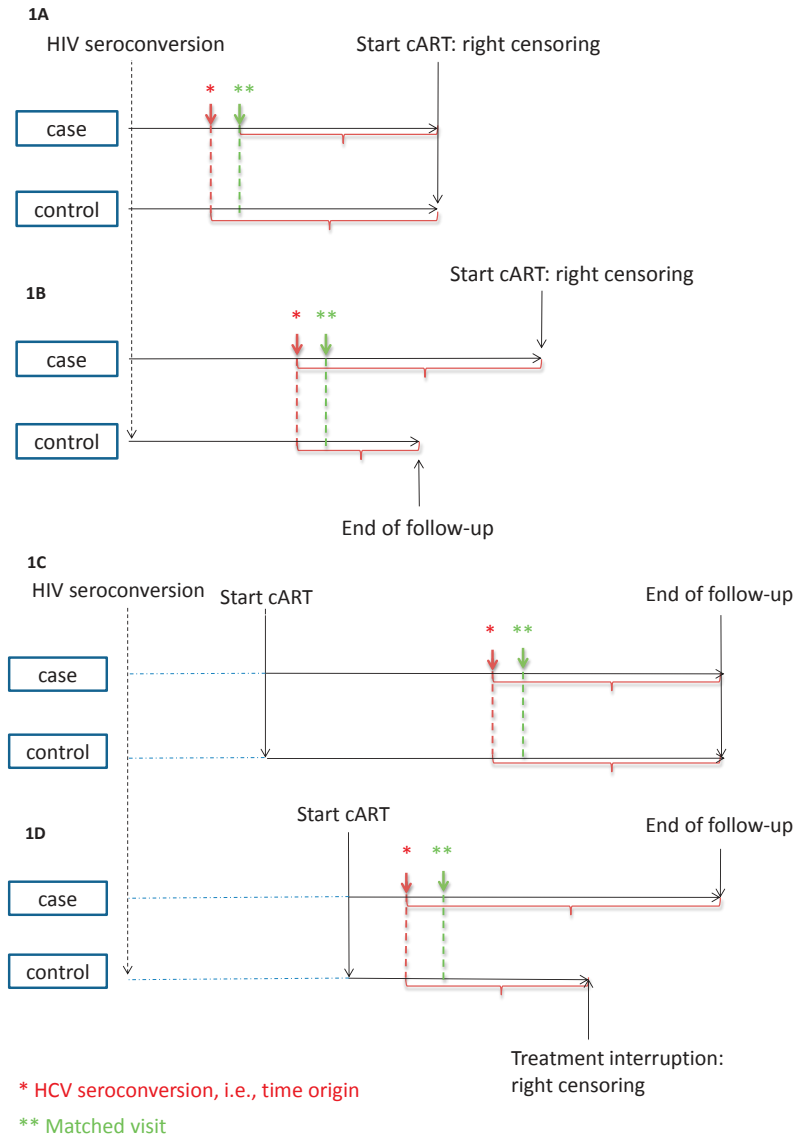 1A
HIV seroconversion
Start cART: right censoring
* **
case
control
1B
Start cART: right censoring
* **
case
control
End of follow-up
1C
HIV seroconversion
Start cART
End of follow-up
* **
case
control
1D
Start cART
End of follow-up
* **
case
control
Treatment interruption:
right censoring
* HCV seroconversion, i.e., time origin
** Matched visit